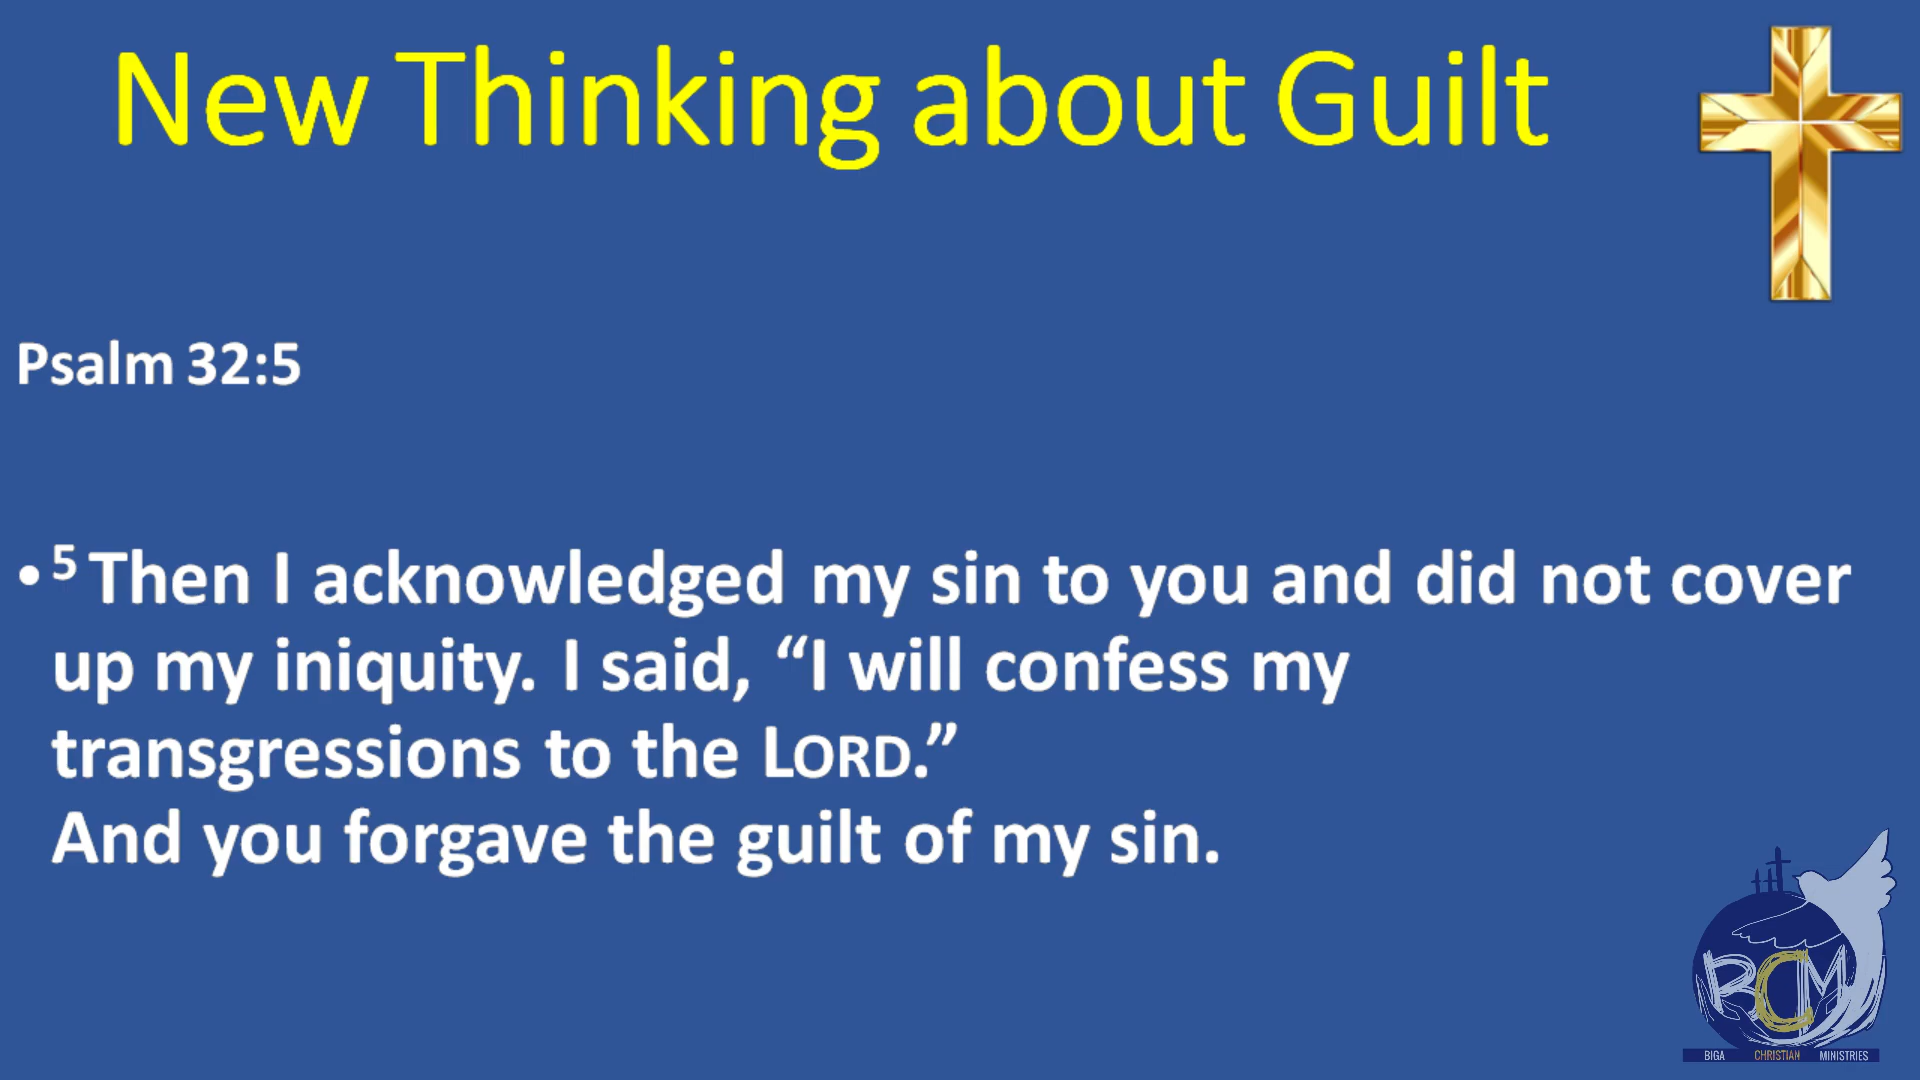 New Thinking about Guilt
Psalm 32:5
• 5 Then I acknowledged my sin to you and did not cover
up my iniquity. I said, “I will confess my
transgressions to the LORD.”
And you forgave the guilt of my sin.
BCM
BIGA CHRISTIAN MINISTRIES